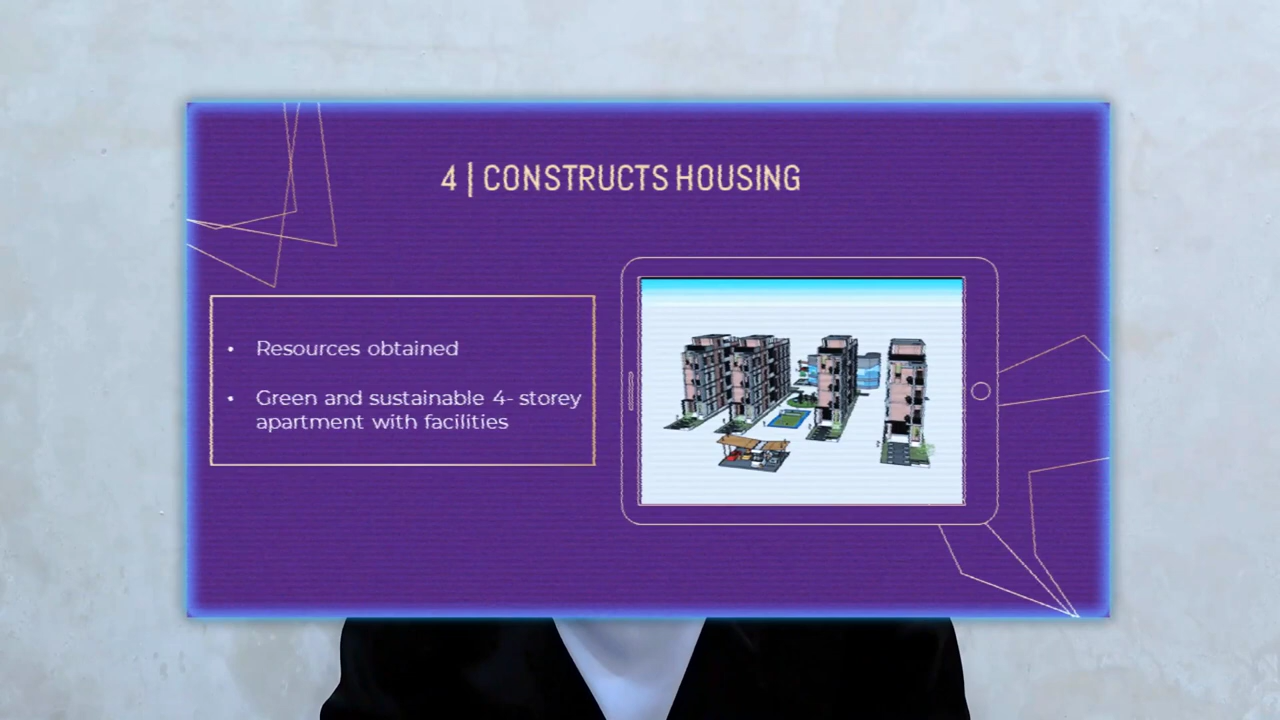 4 | CONSTRUCTS HOUSING
• Resources obtained
• Green and sustainable 4- storey
apartment with facilities